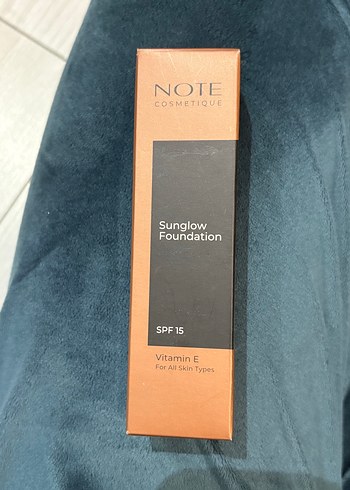 NOTE
COSMETIQUE
Sunglow
Foundation
SPF 15
Vitamin E
For All Skin Types